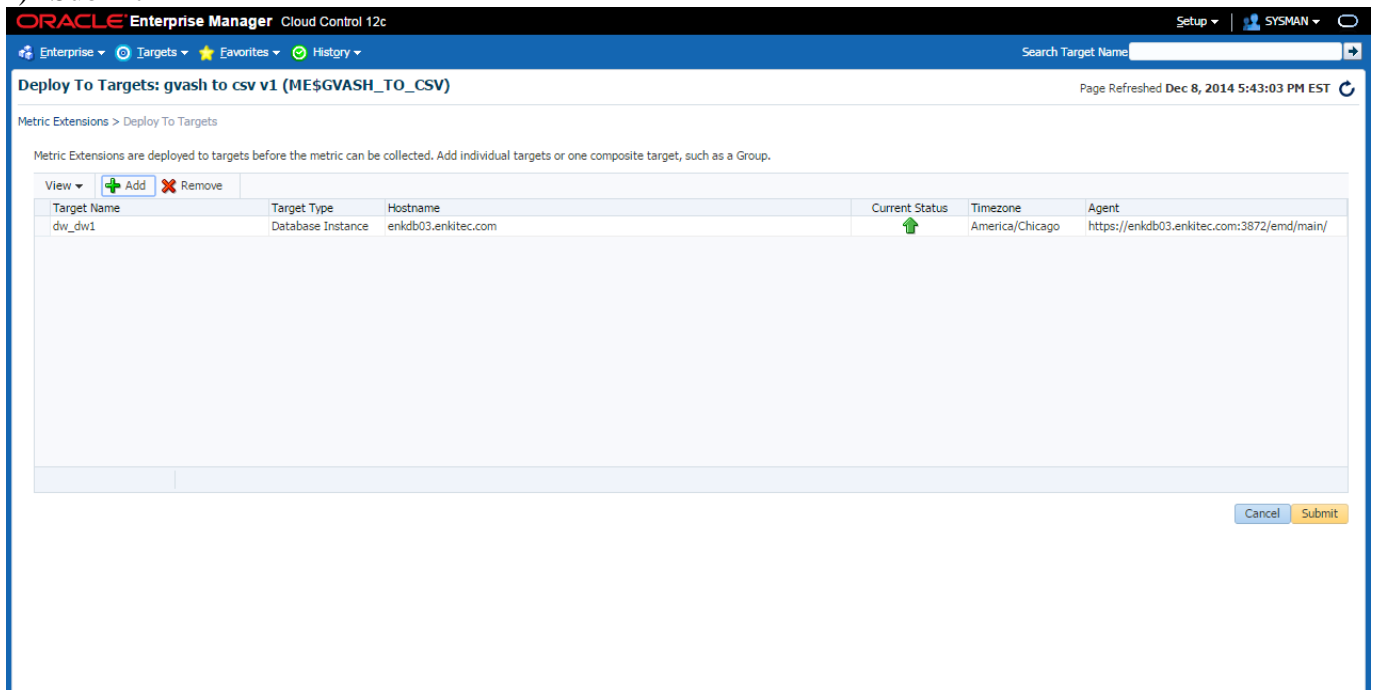 ORACLE Enterprise Manager Cloud Control 12c Setup SYSMAN
Enterprise Targets Favorites History Search Target Name
Deploy To Targets: gvash to csv v1 (ME$GVASH_TO_CSV) Page Refreshed Dec 8, 2014 5:43:03 PM EST
Metric Extensions > Deploy To Targets
Metric Extensions are deployed to targets before the metric can be collected. Add individual targets or one composite target, such as a Group.
View Add Remove
Target Name Target Type Hostname Current Status Timezone Agent
dw_dw1 Database Instance enkdb03.enkitec.com America/Chicago https://enkdb03.enkitec.com:3872/emd/main/
Cancel Submit